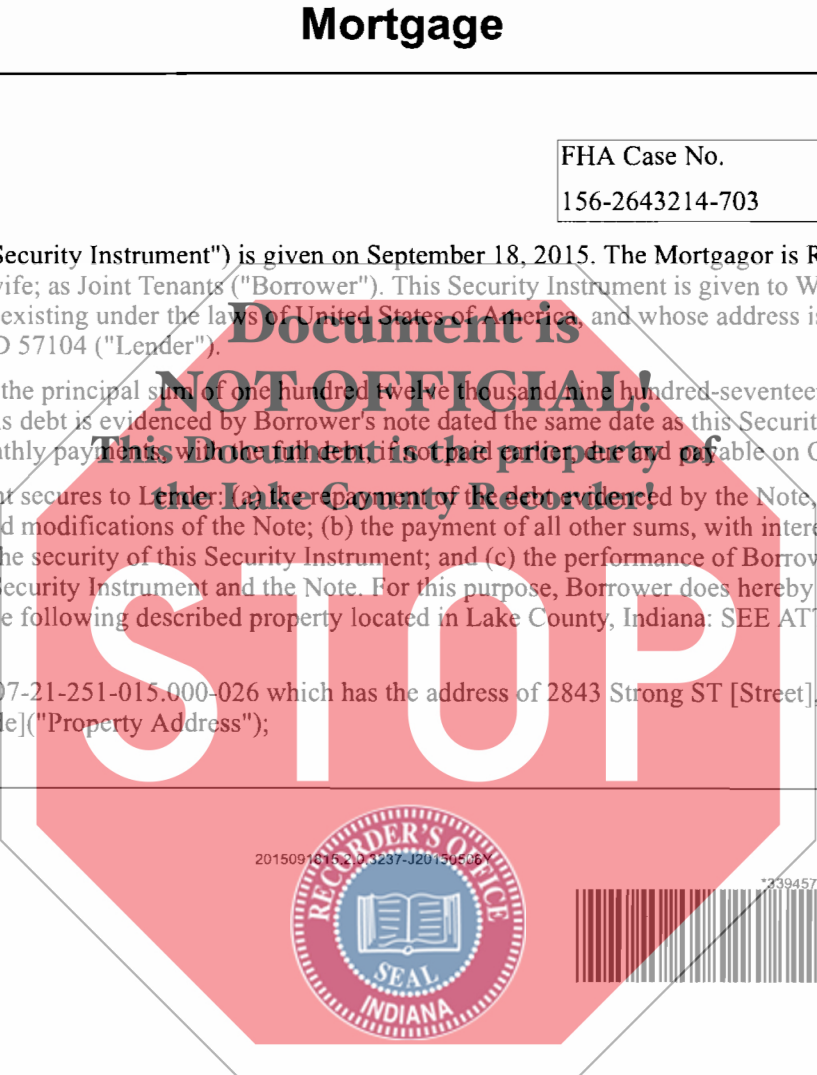 Mortgage
FHA Case No.
156-2643214-703
Security Instrument") is given on September 18, 2015. The Mortgagor is R
wife; as Joint Tenants ("Borrower"). This Security Instrument is given to W
existing under the laws of United States of America, and whose address is
D 57104 ("Lender").
Document is
the principal sum of one hundred twelve thousand nine hundred-seventee
NOT OFFICIAL!
s debt is evidenced by Borrower's note dated the same date as this Securit
nthly payments, with the full debt, if not paid earlier, due and payable on O
This Document is the property of
the Lake County Recorder!
nt secures to Lender: (a) the repayment of the debt evidenced by the Note,
d modifications of the Note; (b) the payment of all other sums, with intere
he security of this Security Instrument; and (c) the performance of Borrow
Security Instrument and the Note. For this purpose, Borrower does hereby
e following described property located in Lake County, Indiana: SEE ATT
STOP
07-21-251-015.000-026 which has the address of 2843 Strong ST [Street],
de]("Property Address");
RECORDER'S OFFICE
SEAL
INDIANA
*339457